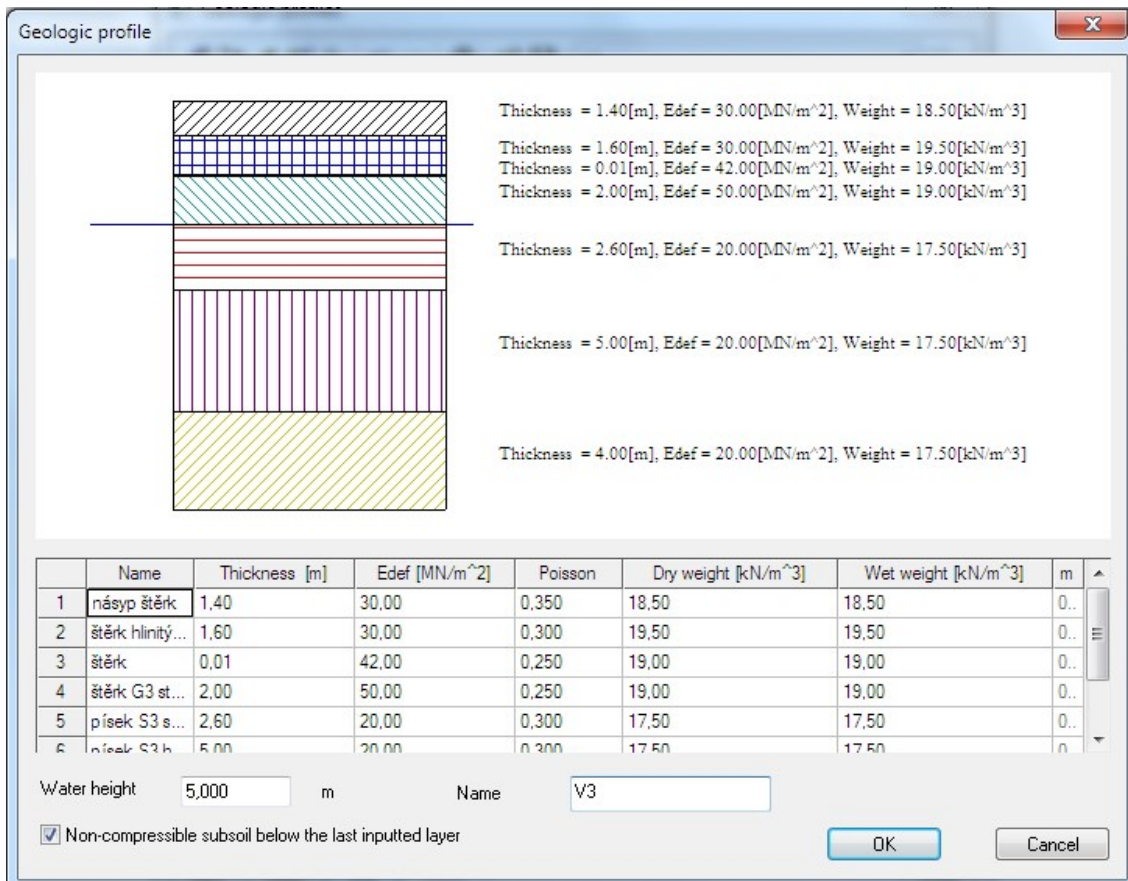 Geologic profile
Thickness = 1.40[m], Edef = 30.00[MN/m^2], Weight = 18.50[kN/m^3]
Thickness = 1.60[m], Edef = 30.00[MN/m^2], Weight = 19.50[kN/m^3]
Thickness = 0.01[m], Edef = 42.00[MN/m^2], Weight = 19.00[kN/m^3]
Thickness = 2.00[m], Edef = 50.00[MN/m^2], Weight = 19.00[kN/m^3]
Thickness = 2.60[m], Edef = 20.00[MN/m^2], Weight = 17.50[kN/m^3]
Thickness = 5.00[m], Edef = 20.00[MN/m^2], Weight = 17.50[kN/m^3]
Thickness = 4.00[m], Edef = 20.00[MN/m^2], Weight = 17.50[kN/m^3]
Name Thickness [m] Edef [MN/m^2] Poisson Dry weight [kN/m^3] Wet weight [kN/m^3] m
1 násyp štěrk 1,40 30,00 0,350 18,50 18,50 0..
2 štěrk hlinitý... 1,60 30,00 0,300 19,50 19,50 0..
3 štěrk 0,01 42,00 0,250 19,00 19,00 0..
4 štěrk G3 st... 2,00 50,00 0,250 19,00 19,00 0..
5 písek S3 s... 2,60 20,00 0,300 17,50 17,50 0..
6 písek S3 h... 5,00 20,00 0,300 17,50 17,50 0..
Water height 5,000 m Name V3
Non-compressible subsoil below the last inputted layer
OK Cancel